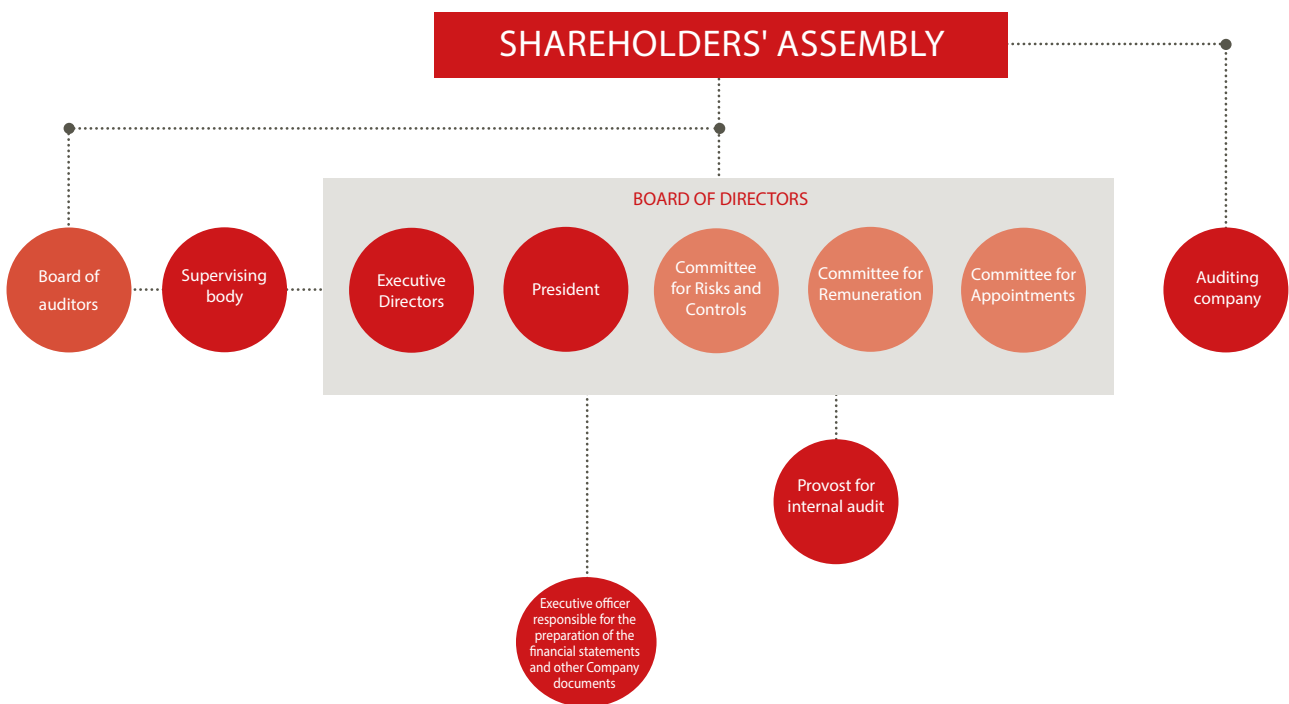 SHAREHOLDERS' ASSEMBLY
BOARD OF DIRECTORS
Board of
auditors
Supervising
body
Executive
Directors
President
Committee
for Risks and
Controls
Committee for
Remuneration
Committee for
Appointments
Auditing
company
Provost for
internal audit
Executive officer
responsible for the
preparation of the
financial statements
and other Company
documents